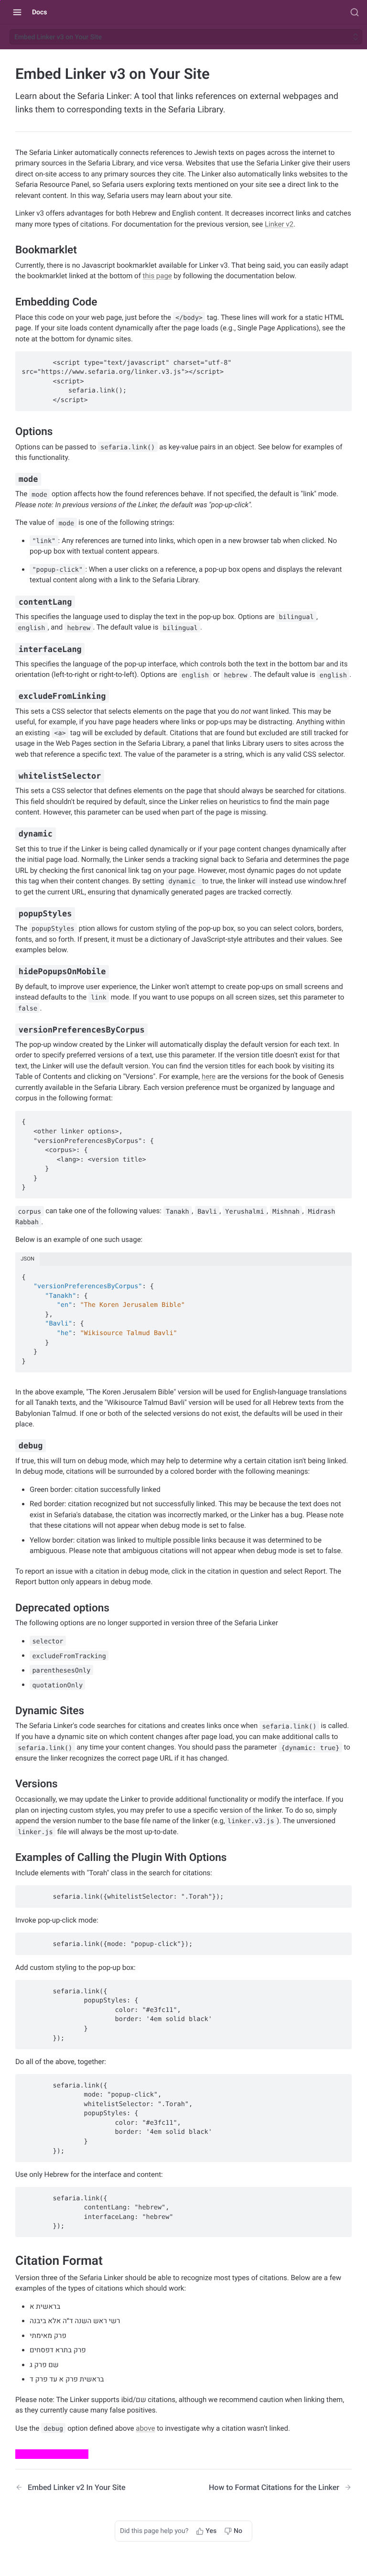 Docs
Embed Linker v3 on Your Site
Embed Linker v3 on Your Site
Learn about the Sefaria Linker: A tool that links references on external webpages and
links them to corresponding texts in the Sefaria Library.
The Sefaria Linker automatically connects references to Jewish texts on pages across the internet to
primary sources in the Sefaria Library, and vice versa. Websites that use the Sefaria Linker give their users
direct on-site access to any primary sources they cite. The Linker also automatically links websites to the
Sefaria Resource Panel, so Sefaria users exploring texts mentioned on your site see a direct link to the
relevant content. In this way, Sefaria users may learn about your site.
Linker v3 offers advantages for both Hebrew and English content. It decreases incorrect links and catches
many more types of citations. For documentation for the previous version, see Linker v2.
Bookmarklet
Currently, there is no Javascript bookmarklet available for Linker v3. That being said, you can easily adapt
the bookmarklet linked at the bottom of this page by following the documentation below.
Embedding Code
Place this code on your web page, just before the </body> tag. These lines will work for a static HTML
page. If your site loads content dynamically after the page loads (e.g., Single Page Applications), see the
note at the bottom for dynamic sites.
<script type="text/javascript" charset="utf-8"
src="https://www.sefaria.org/linker.v3.js"></script>
<script>
sefaria.link();
</script>
Options
Options can be passed to sefaria.link() as key-value pairs in an object. See below for examples of
this functionality.
mode
The mode option affects how the found references behave. If not specified, the default is "link" mode.
Please note: In previous versions of the Linker, the default was "pop-up-click".
The value of mode is one of the following strings:
"link" : Any references are turned into links, which open in a new browser tab when clicked. No
pop-up box with textual content appears.
"popup-click" : When a user clicks on a reference, a pop-up box opens and displays the relevant
textual content along with a link to the Sefaria Library.
contentLang
This specifies the language used to display the text in the pop-up box. Options are bilingual ,
english , and hebrew . The default value is bilingual .
interfaceLang
This specifies the language of the pop-up interface, which controls both the text in the bottom bar and its
orientation (left-to-right or right-to-left). Options are english or hebrew . The default value is english .
excludeFromLinking
This sets a CSS selector that selects elements on the page that you do not want linked. This may be
useful, for example, if you have page headers where links or pop-ups may be distracting. Anything within
an existing <a> tag will be excluded by default. Citations that are found but excluded are still tracked for
usage in the Web Pages section in the Sefaria Library, a panel that links Library users to sites across the
web that reference a specific text. The value of the parameter is a string, which is any valid CSS selector.
whitelistSelector
This sets a CSS selector that defines elements on the page that should always be searched for citations.
This field shouldn't be required by default, since the Linker relies on heuristics to find the main page
content. However, this parameter can be used when part of the page is missing.
dynamic
Set this to true if the Linker is being called dynamically or if your page content changes dynamically after
the initial page load. Normally, the Linker sends a tracking signal back to Sefaria and determines the page
URL by checking the first canonical link tag on your page. However, most dynamic pages do not update
this tag when their content changes. By setting dynamic to true, the linker will instead use window.href
to get the current URL, ensuring that dynamically generated pages are tracked correctly.
popupStyles
The popupStyles ption allows for custom styling of the pop-up box, so you can select colors, borders,
fonts, and so forth. If present, it must be a dictionary of JavaScript-style attributes and their values. See
examples below.
hidePopupsOnMobile
By default, to improve user experience, the Linker won't attempt to create pop-ups on small screens and
instead defaults to the link mode. If you want to use popups on all screen sizes, set this parameter to
false .
versionPreferencesByCorpus
The pop-up window created by the Linker will automatically display the default version for each text. In
order to specify preferred versions of a text, use this parameter. If the version title doesn't exist for that
text, the Linker will use the default version. You can find the version titles for each book by visiting its
Table of Contents and clicking on "Versions". For example, here are the versions for the book of Genesis
currently available in the Sefaria Library. Each version preference must be organized by language and
corpus in the following format:
{
<other linker options>,
"versionPreferencesByCorpus": {
<corpus>: {
<lang>: <version title>
}
}
}
corpus can take one of the following values: Tanakh , Bavli , Yerushalmi , Mishnah , Midrash
Rabbah .
Below is an example of one such usage:
JSON
{
"versionPreferencesByCorpus": {
"Tanakh": {
"en": "The Koren Jerusalem Bible"
},
"Bavli": {
"he": "Wikisource Talmud Bavli"
}
}
}
In the above example, "The Koren Jerusalem Bible" version will be used for English-language translations
for all Tanakh texts, and the "Wikisource Talmud Bavli" version will be used for all Hebrew texts from the
Babylonian Talmud. If one or both of the selected versions do not exist, the defaults will be used in their
place.
debug
If true, this will turn on debug mode, which may help to determine why a certain citation isn't being linked.
In debug mode, citations will be surrounded by a colored border with the following meanings:
Green border: citation successfully linked
Red border: citation recognized but not successfully linked. This may be because the text does not
exist in Sefaria's database, the citation was incorrectly marked, or the Linker has a bug. Please note
that these citations will not appear when debug mode is set to false.
Yellow border: citation was linked to multiple possible links because it was determined to be
ambiguous. Please note that ambiguous citations will not appear when debug mode is set to false.
To report an issue with a citation in debug mode, click in the citation in question and select Report. The
Report button only appears in debug mode.
Deprecated options
The following options are no longer supported in version three of the Sefaria Linker
selector
excludeFromTracking
parenthesesOnly
quotationOnly
Dynamic Sites
The Sefaria Linker's code searches for citations and creates links once when sefaria.link() is called.
If you have a dynamic site on which content changes after page load, you can make additional calls to
sefaria.link() any time your content changes. You should pass the parameter {dynamic: true} to
ensure the linker recognizes the correct page URL if it has changed.
Versions
Occasionally, we may update the Linker to provide additional functionality or modify the interface. If you
plan on injecting custom styles, you may prefer to use a specific version of the linker. To do so, simply
append the version number to the base file name of the linker (e.g, linker.v3.js ). The unversioned
linker.js file will always be the most up-to-date.
Examples of Calling the Plugin With Options
Include elements with "Torah" class in the search for citations:
sefaria.link({whitelistSelector: ".Torah"});
Invoke pop-up-click mode:
sefaria.link({mode: "popup-click"});
Add custom styling to the pop-up box:
sefaria.link({
popupStyles: {
color: "#e3fc11",
border: '4em solid black'
}
});
Do all of the above, together:
sefaria.link({
mode: "popup-click",
whitelistSelector: ".Torah",
popupStyles: {
color: "#e3fc11",
border: '4em solid black'
}
});
Use only Hebrew for the interface and content:
sefaria.link({
contentLang: "hebrew",
interfaceLang: "hebrew"
});
Citation Format
Version three of the Sefaria Linker should be able to recognize most types of citations. Below are a few
examples of the types of citations which should work:
בראשית א
רשי ראש השנה ד״ה אלא ביבנה
פרק מאימתי
פרק בתרא דפסחים
שם פרק ג
בראשית פרק א עד פרק ד
Please note: The Linker supports ibid/שם citations, although we recommend caution when linking them,
as they currently cause many false positives.
Use the debug option defined above above to investigate why a citation wasn't linked.
Embed Linker v2 In Your Site
How to Format Citations for the Linker
Did this page help you? Yes No